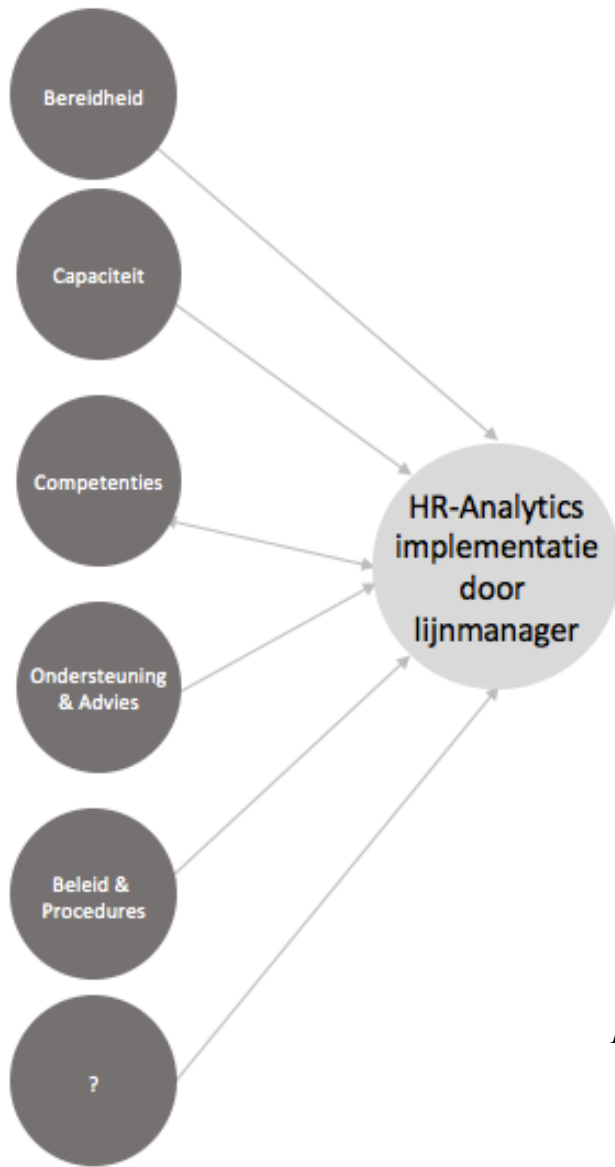 Bereidheid
Capaciteit
Competenties
HR-Analytics
implementatie
door
lijnmanager
Ondersteuning
& Advies
Beleid &
Procedures
?